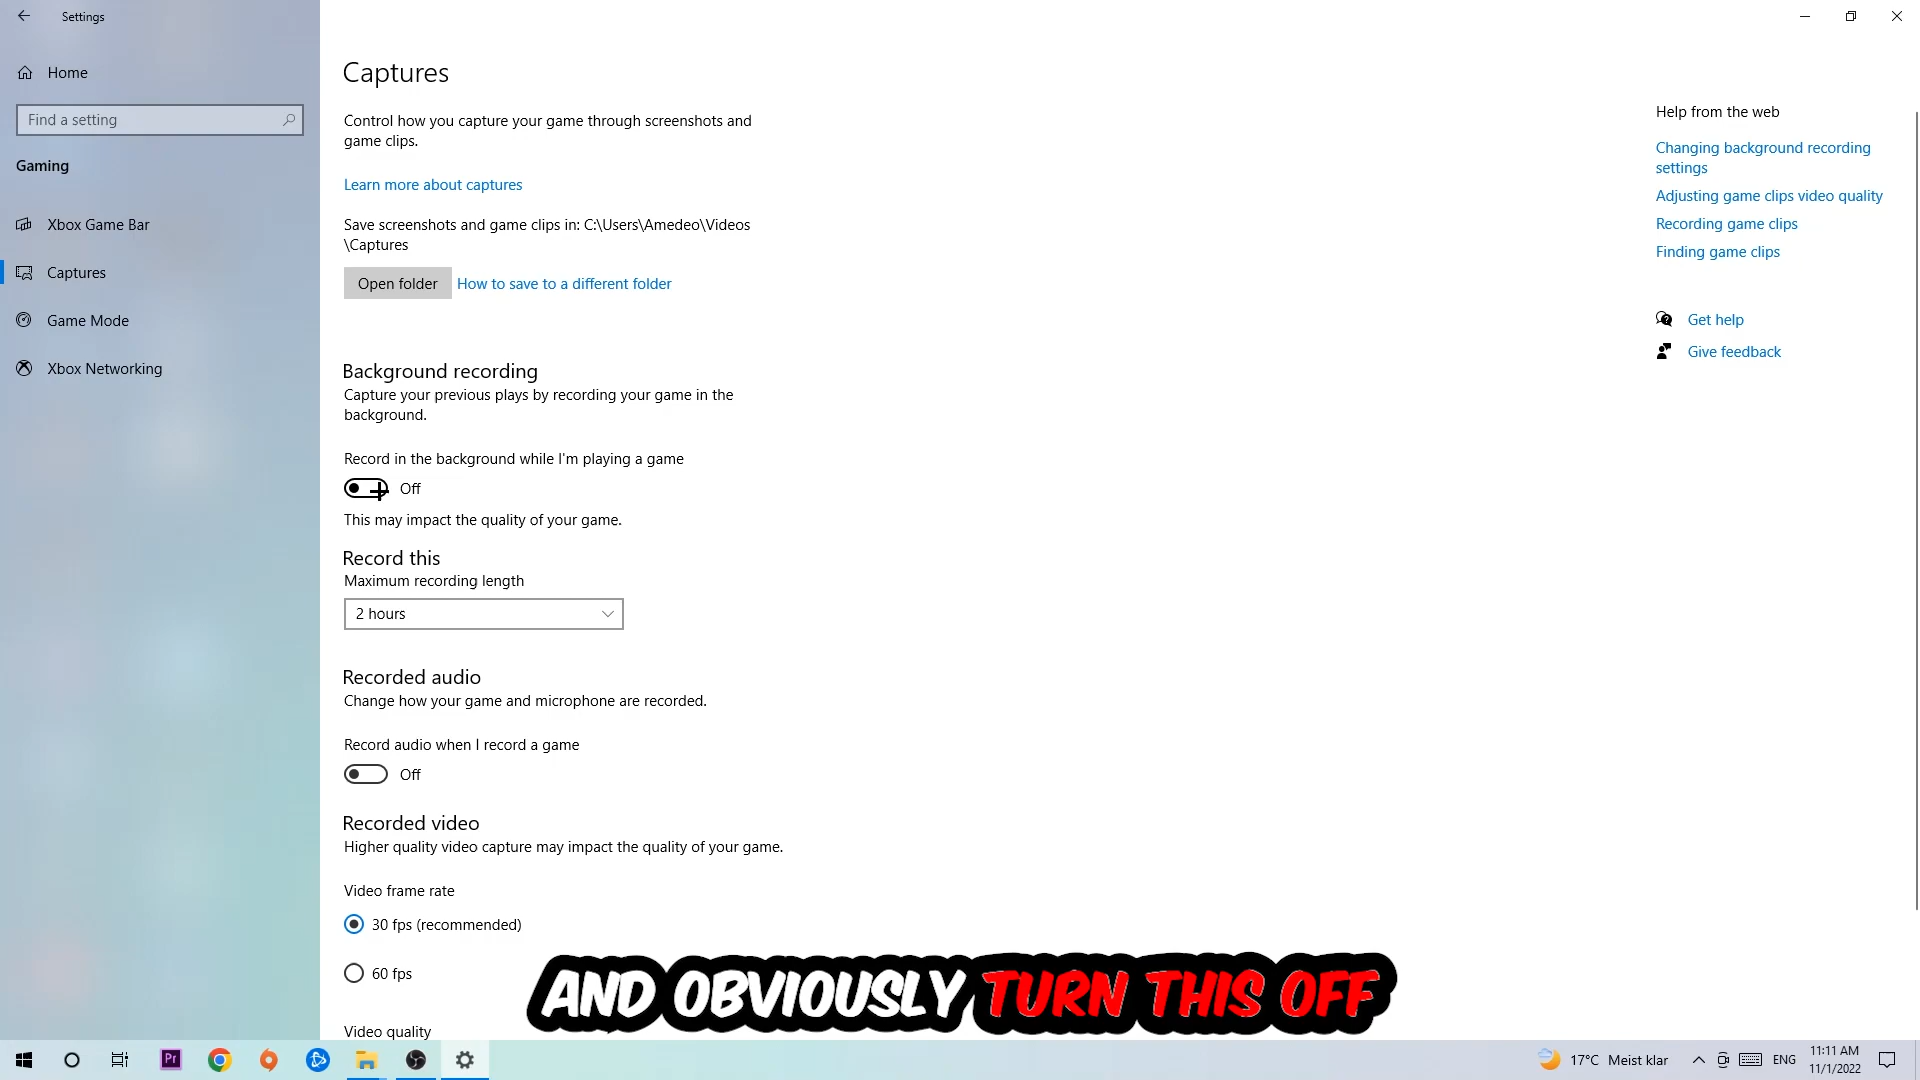 Settings
Home
Find a setting
Gaming
Xbox Game Bar
Captures
Game Mode
Xbox Networking
Captures
Control how you capture your game through screenshots and
game clips.
Learn more about captures
Save screenshots and game clips in: C:\Users\Amedeo\Videos
\Captures
Open folder
How to save to a different folder
Background recording
Capture your previous plays by recording your game in the
background.
Record in the background while I'm playing a game
Off
This may impact the quality of your game.
Record this
Maximum recording length
2 hours
Recorded audio
Change how your game and microphone are recorded.
Record audio when I record a game
Off
Recorded video
Higher quality video capture may impact the quality of your game.
Video frame rate
30 fps (recommended)
60 fps
Video quality
Help from the web
Changing background recording
settings
Adjusting game clips video quality
Recording game clips
Finding game clips
Get help
Give feedback
AND OBVIOUSLY TURN THIS OFF
Pr
17°C Meist klar
ENG
11:11 AM
11/1/2022